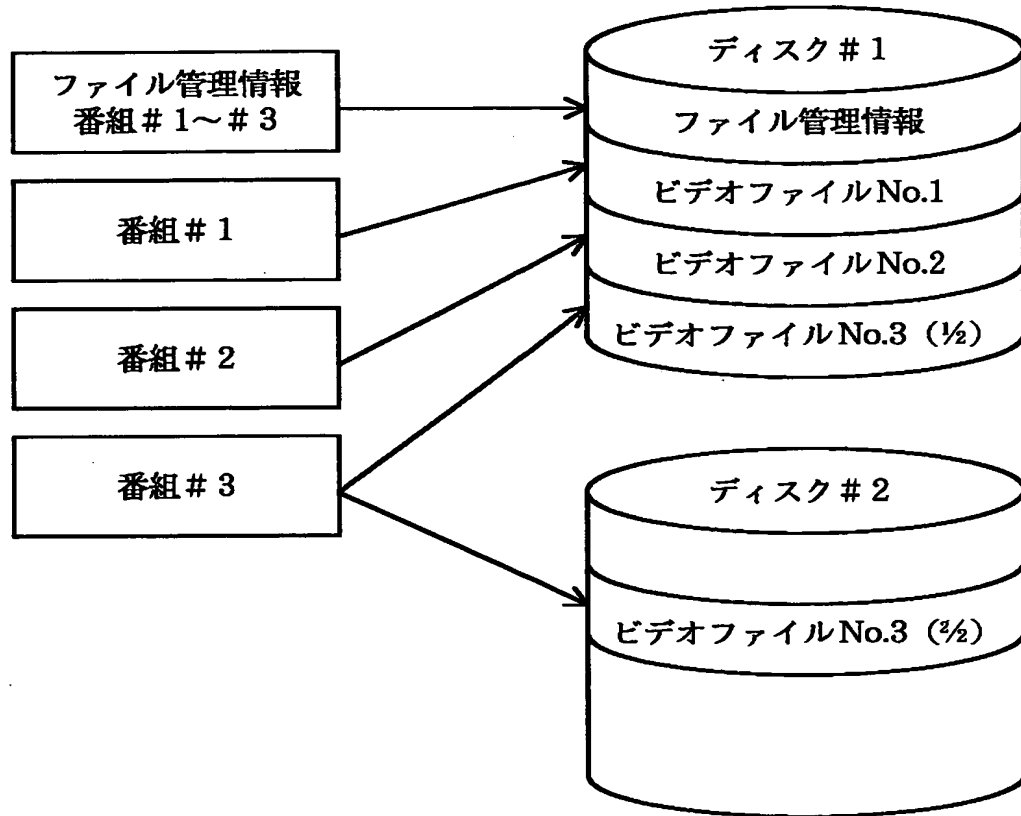 ファイル管理情報
番組＃1～＃3
番組＃1
番組＃2
番組＃3
ディスク＃1
ファイル管理情報
ビデオファイルNo.1
ビデオファイルNo.2
ビデオファイルNo.3（½）
ディスク＃2
ビデオファイルNo.3（²⁄₂）